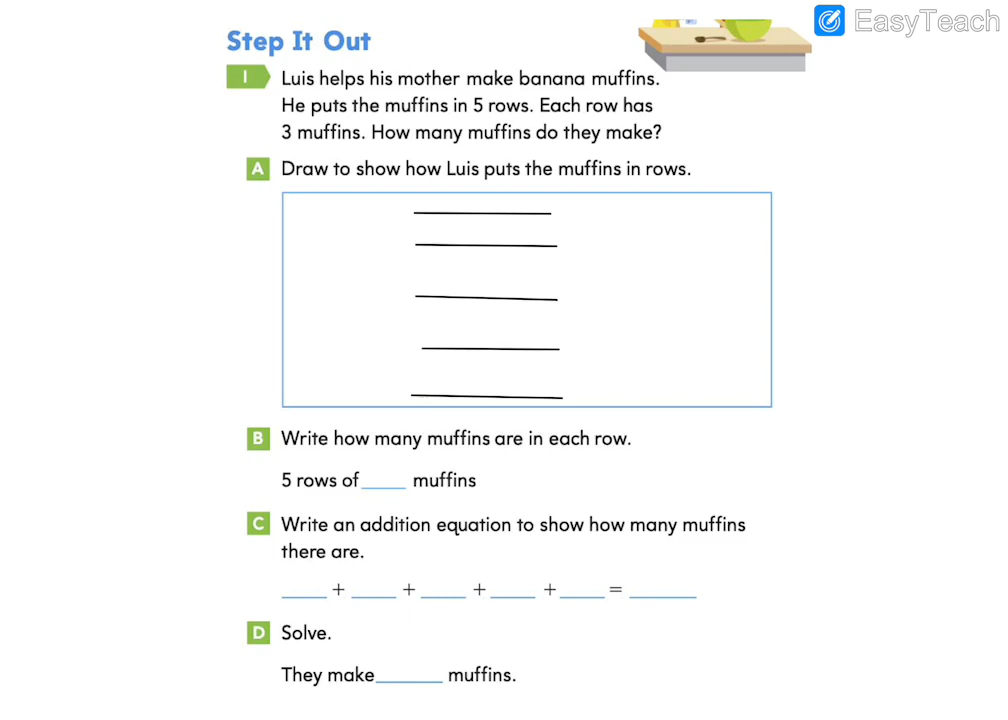 EasyTeach
Step It Out
1 Luis helps his mother make banana muffins.
He puts the muffins in 5 rows. Each row has
3 muffins. How many muffins do they make?
A Draw to show how Luis puts the muffins in rows.
B Write how many muffins are in each row.
5 rows of ____ muffins
C Write an addition equation to show how many muffins
there are.
____ + ____ + ____ + ____ + ____ = ______
D Solve.
They make ______ muffins.